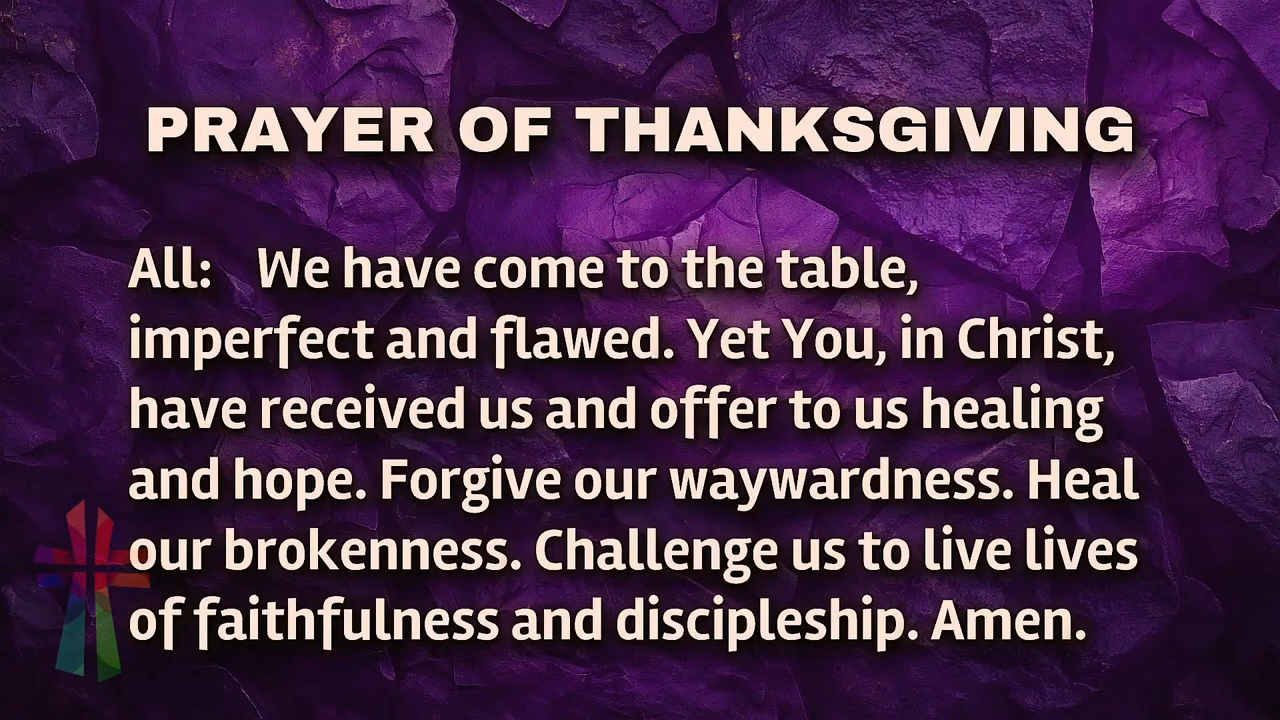 PRAYER OF THANKSGIVING
All: We have come to the table,
imperfect and flawed. Yet You, in Christ,
have received us and offer to us healing
and hope. Forgive our waywardness. Heal
our brokenness. Challenge us to live lives
of faithfulness and discipleship. Amen.